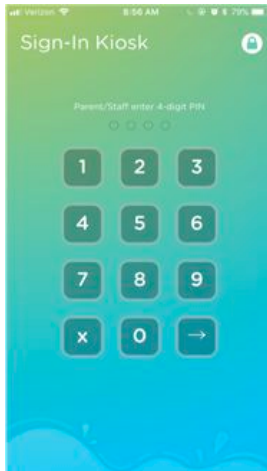 Verizon 8:56 AM 79%
Sign-In Kiosk
Parent/Staff enter 4-digit PIN
1 2 3
4 5 6
7 8 9
x 0 →